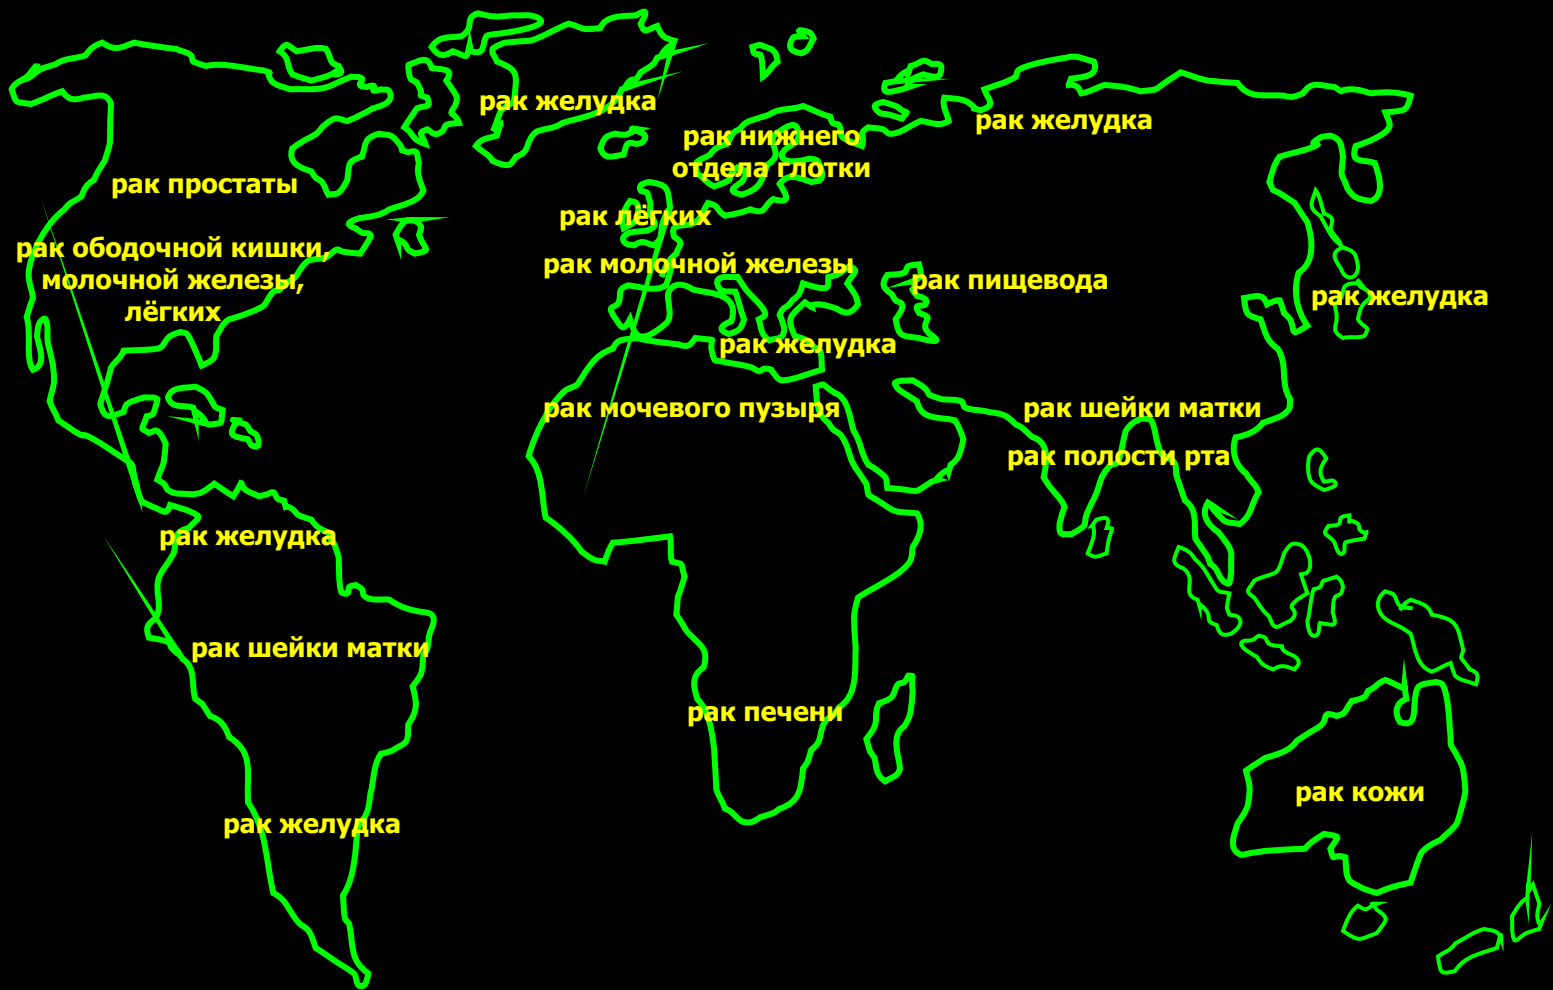 рак желудка
рак желудка
рак нижнего
отдела глотки
рак простаты
рак лёгких
рак ободочной кишки,
молочной железы,
лёгких
рак молочной железы
рак пищевода
рак желудка
рак желудка
рак мочевого пузыря
рак шейки матки
рак полости рта
рак желудка
рак шейки матки
рак печени
рак кожи
рак желудка